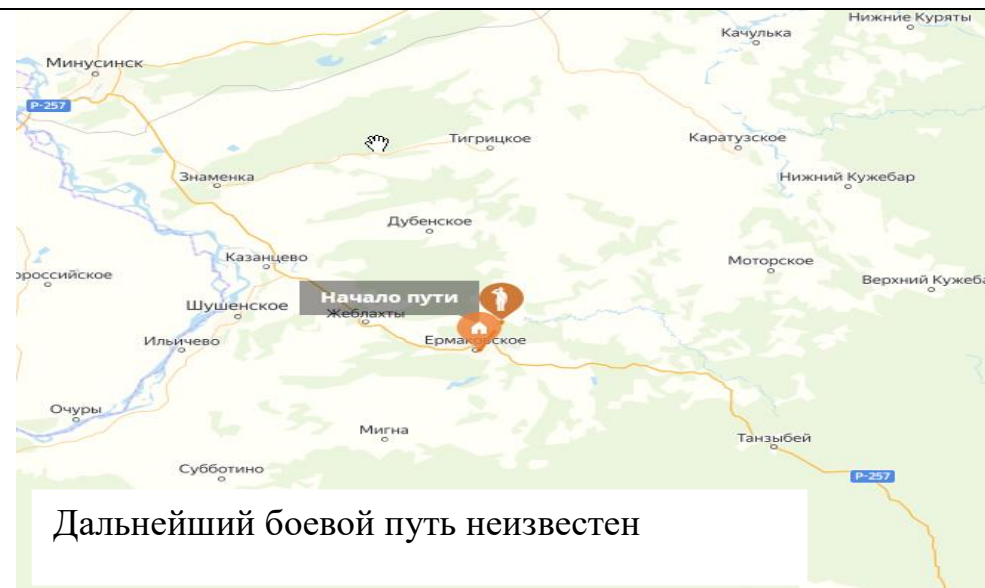 Нижние Куряты
Качулька
Минусинск
Р-257
Тигрицкое
Каратузское
Знаменка
Нижний Кужебар
Дубенское
Казанцево
Моторское
ороссийское
Верхний Кужеба
Начало пути
Шушенское
Жеблахты
Ильичево
Ермаковское
Очуры
Мигна
Танзыбей
Субботино
Р-257
Дальнейший боевой путь неизвестен